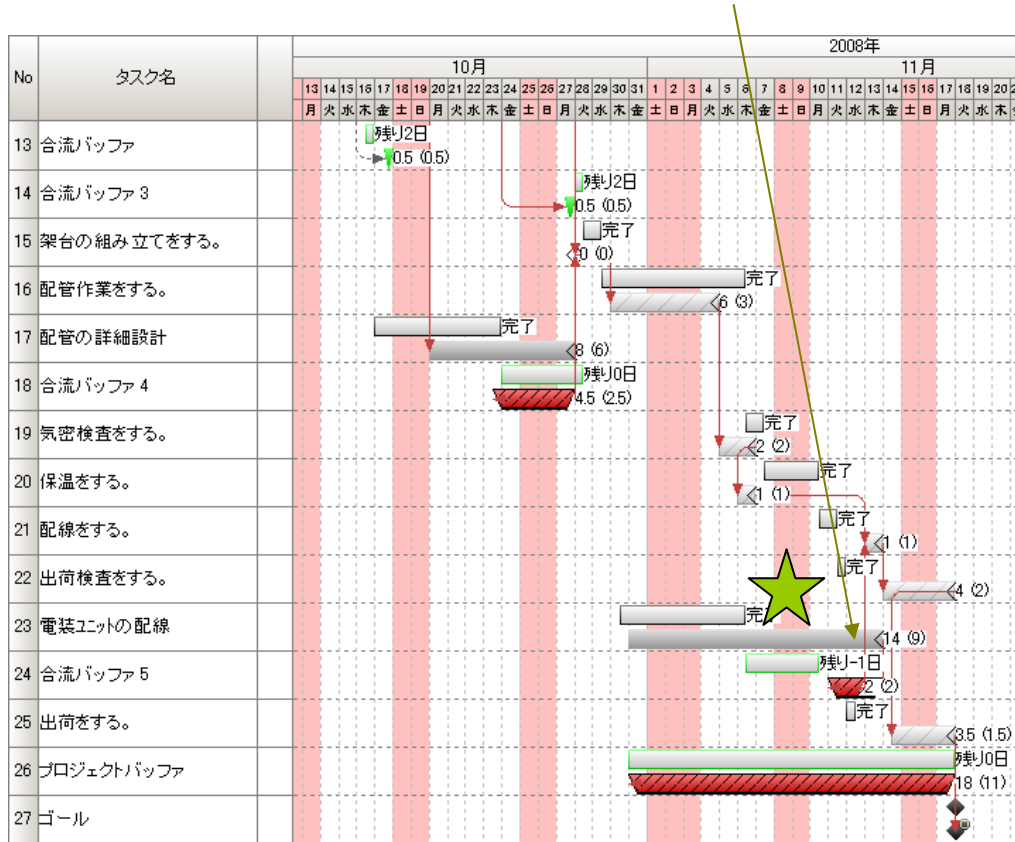 2008年
No タスク名 10月 11月
13 14 15 16 17 18 19 20 21 22 23 24 25 26 27 28 29 30 31 1 2 3 4 5 6 7 8 9 10 11 12 13 14 15 16 17 18 19 20
月 火 水 木 金 土 日 月 火 水 木 金 土 日 月 火 水 木 金 土 日 月 火 水 木 金 土 日 月 火 水 木 金 土 日 月 火 水 木
13 合流バッファ 残り2日
0.5 (0.5)
14 合流バッファ 3 残り2日
0.5 (0.5)
15 架台の組み立てをする。 完了
0 (0)
16 配管作業をする。 完了
6 (3)
17 配管の詳細設計 完了
8 (6)
18 合流バッファ 4 残り0日
4.5 (2.5)
19 気密検査をする。 完了
2 (2)
20 保温をする。 完了
1 (1)
21 配線をする。 完了
1 (1)
22 出荷検査をする。 完了
4 (2)
23 電装ユニットの配線 完
14 (9)
24 合流バッファ 5 残り-1日
2 (2)
25 出荷をする。 完了
3.5 (1.5)
26 プロジェクトバッファ 残り0日
18 (11)
27 ゴール